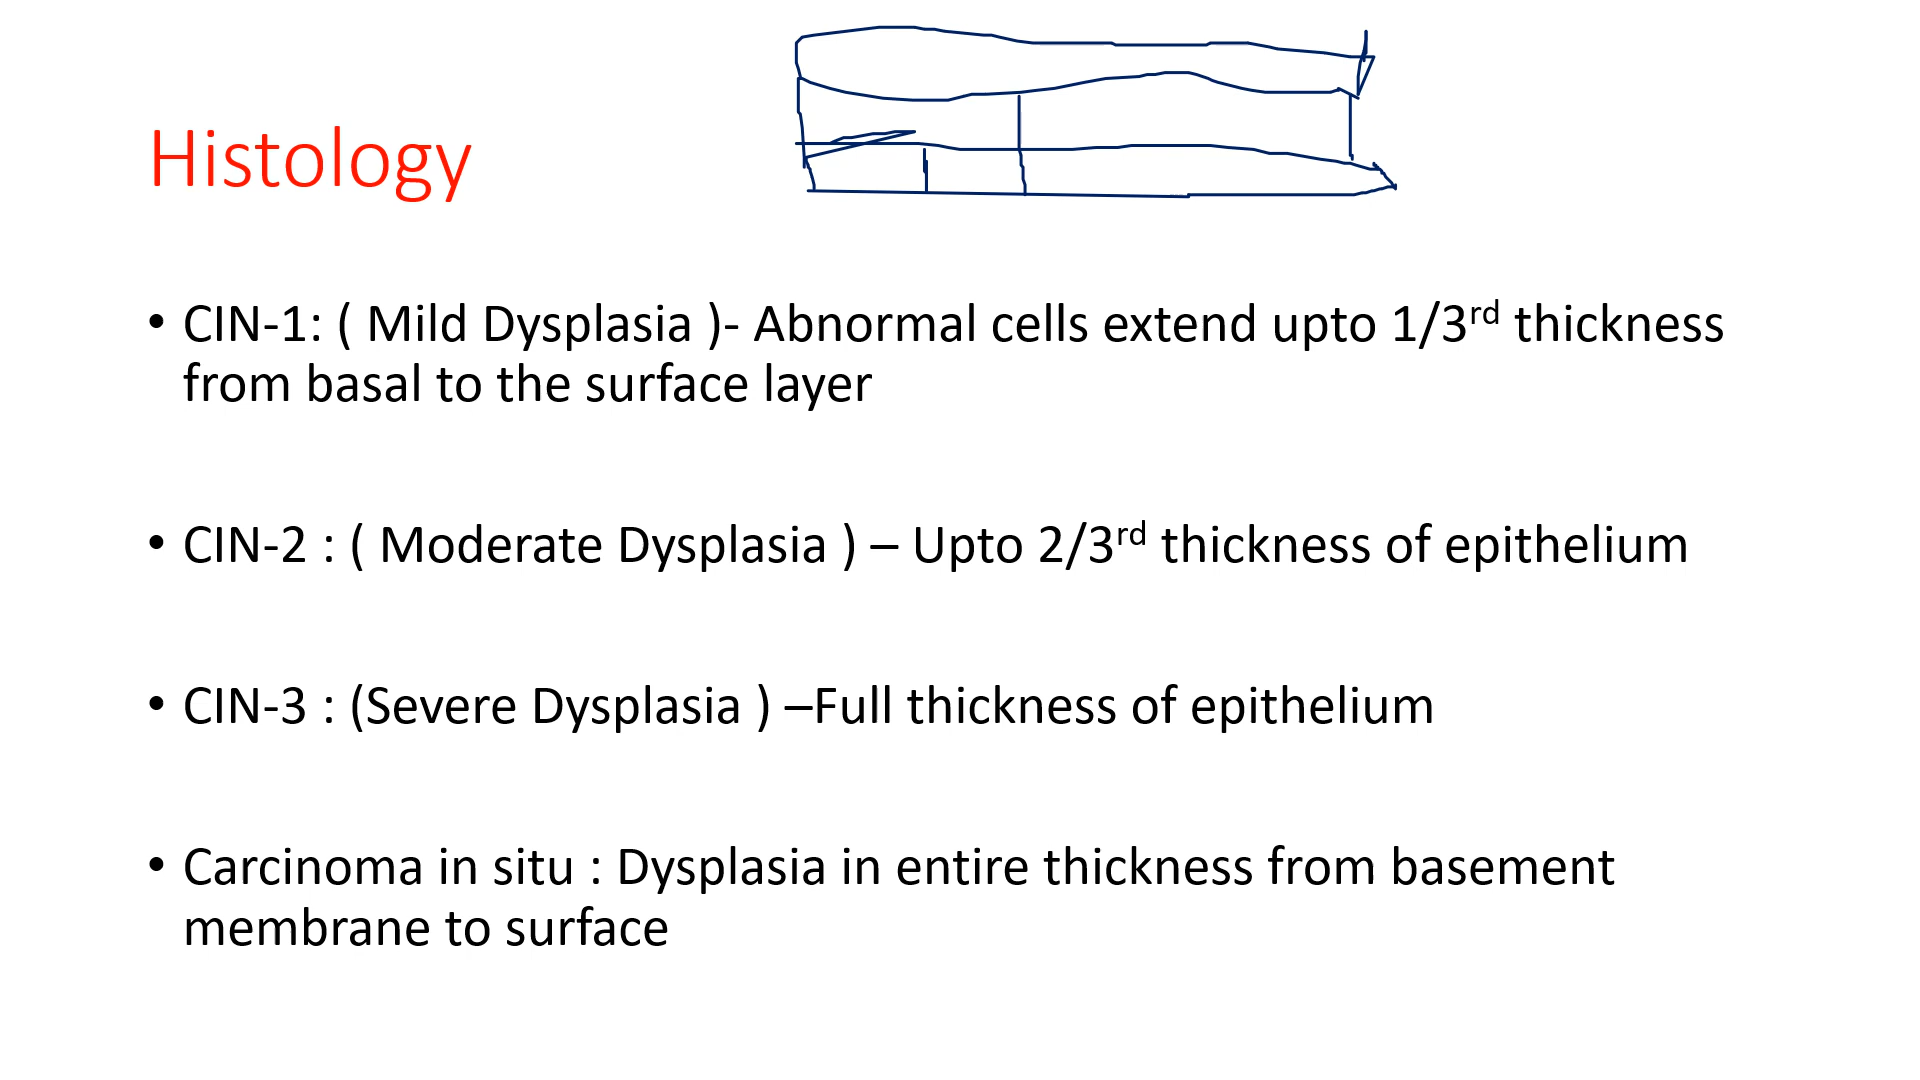 Histology
• CIN-1: ( Mild Dysplasia )- Abnormal cells extend upto 1/3rd thickness
from basal to the surface layer
• CIN-2 : ( Moderate Dysplasia ) – Upto 2/3rd thickness of epithelium
• CIN-3 : (Severe Dysplasia ) –Full thickness of epithelium
• Carcinoma in situ : Dysplasia in entire thickness from basement
membrane to surface